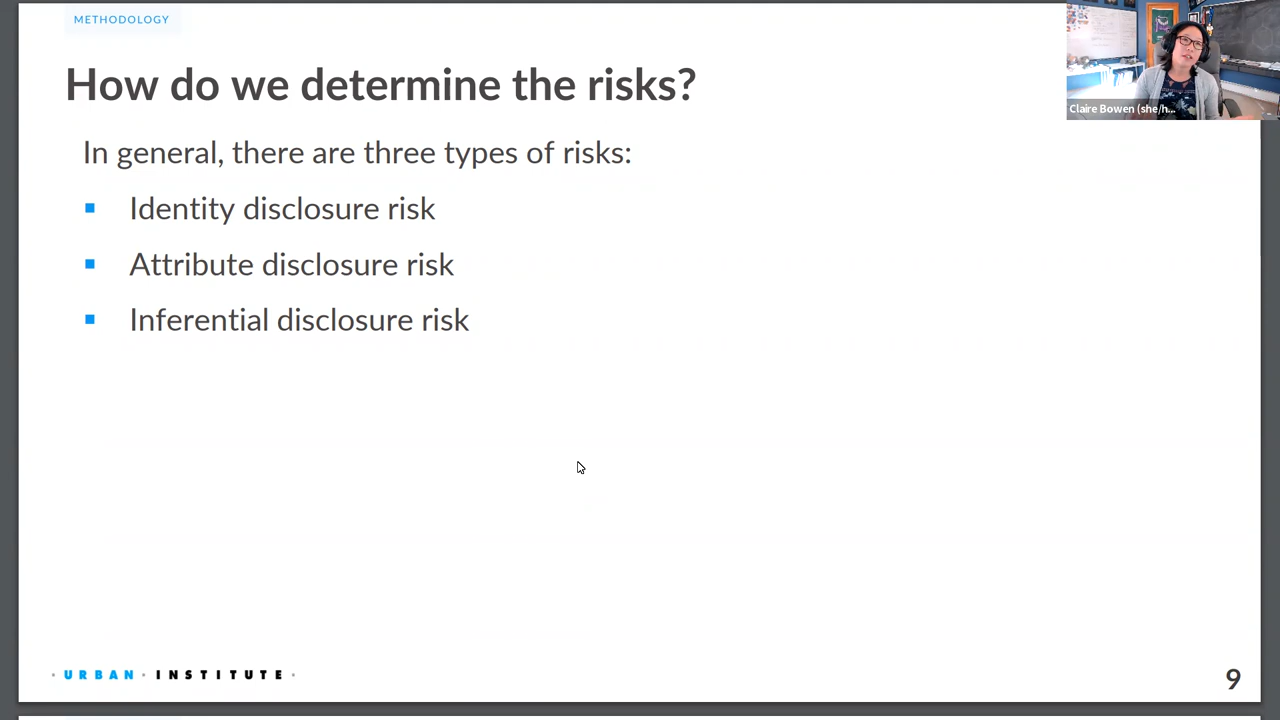 METHODOLOGY
How do we determine the risks?
Claire Bowen (she/h...
In general, there are three types of risks:
Identity disclosure risk
Attribute disclosure risk
Inferential disclosure risk
URBAN INSTITUTE
9